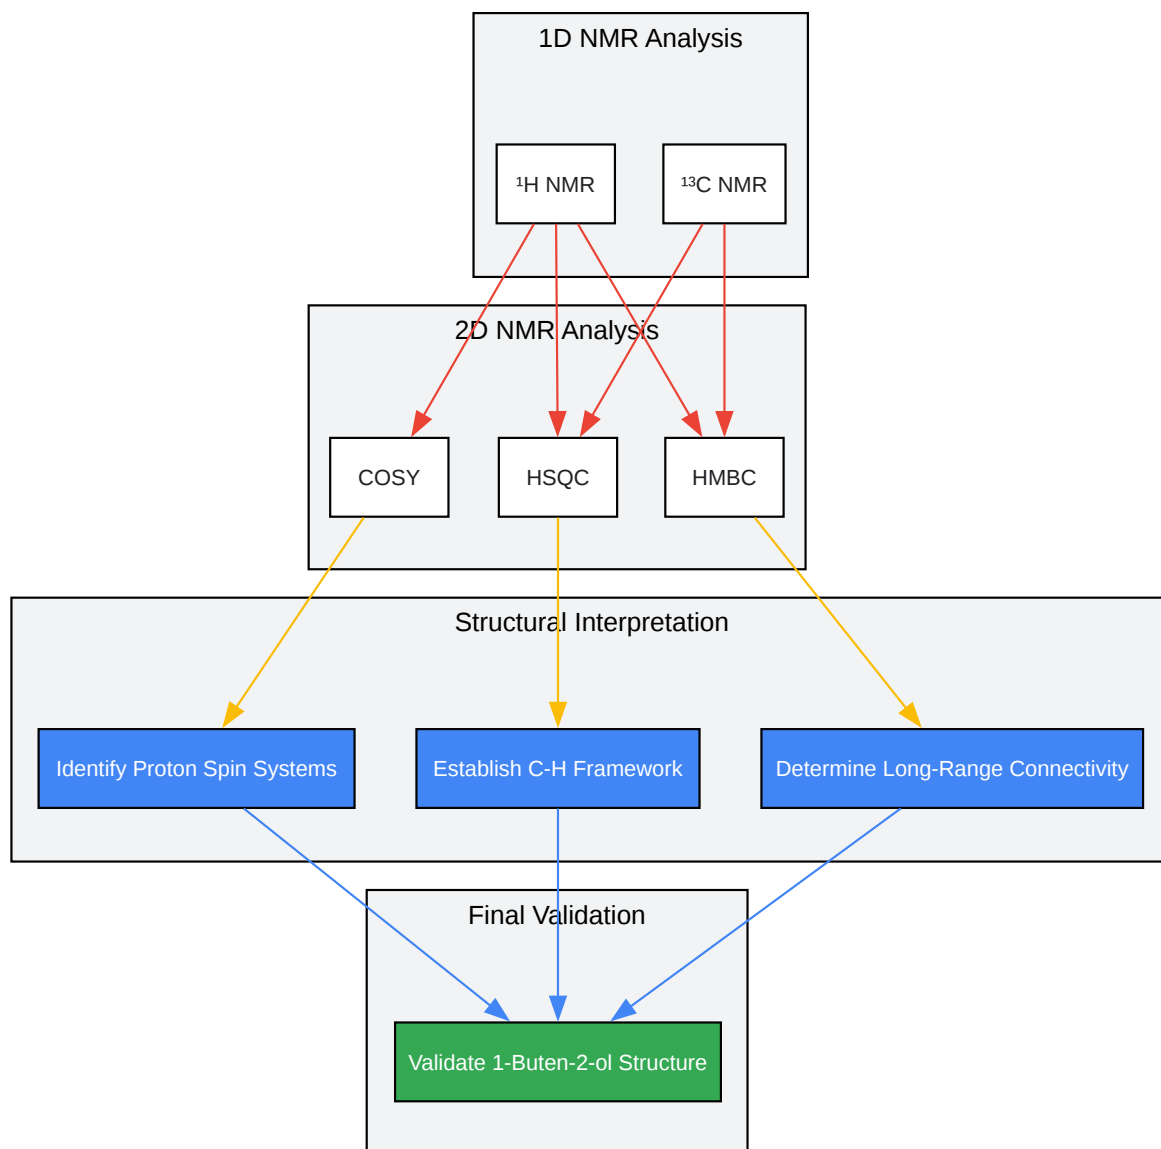 1D NMR Analysis
¹H NMR
¹³C NMR
2D NMR Analysis
COSY
HSQC
HMBC
Structural Interpretation
Identify Proton Spin Systems
Establish C-H Framework
Determine Long-Range Connectivity
Final Validation
Validate 1-Buten-2-ol Structure